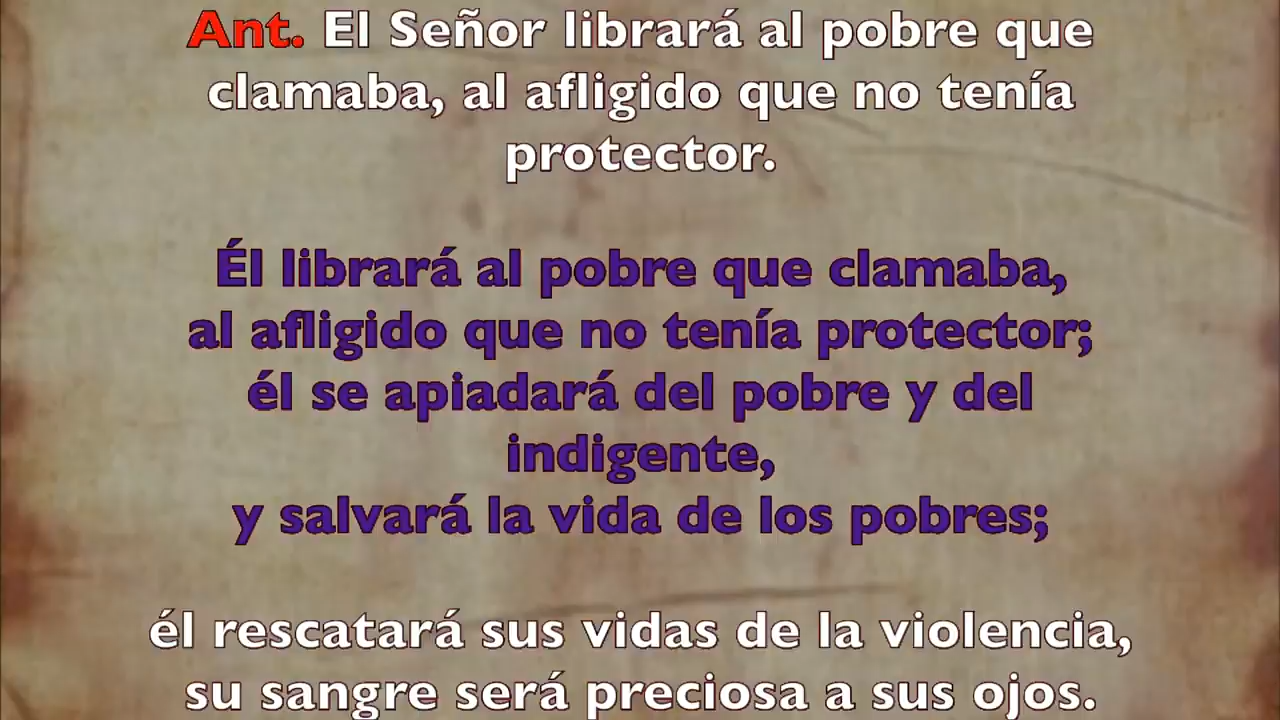 Ant. El Señor librará al pobre que
clamaba, al afligido que no tenía
protector.
Él librará al pobre que clamaba,
al afligido que no tenía protector;
él se apiadará del pobre y del
indigente,
y salvará la vida de los pobres;
él rescatará sus vidas de la violencia,
su sangre será preciosa a sus ojos.